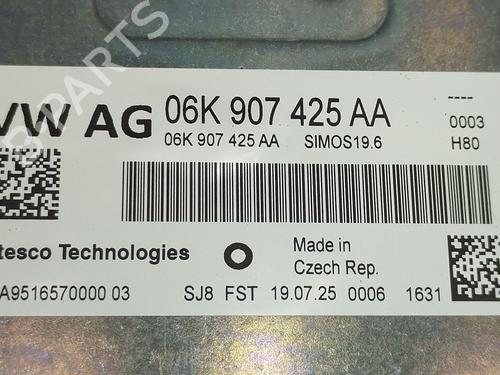 VW AG 06K 907 425 AA ----
06K 907 425 AA SIMOS19.6 0003
H80
tesco Technologies
Made in
Czech Rep.
A9516570000 03 SJ8 FST 19.07.25 0006 1631
B-PARTS